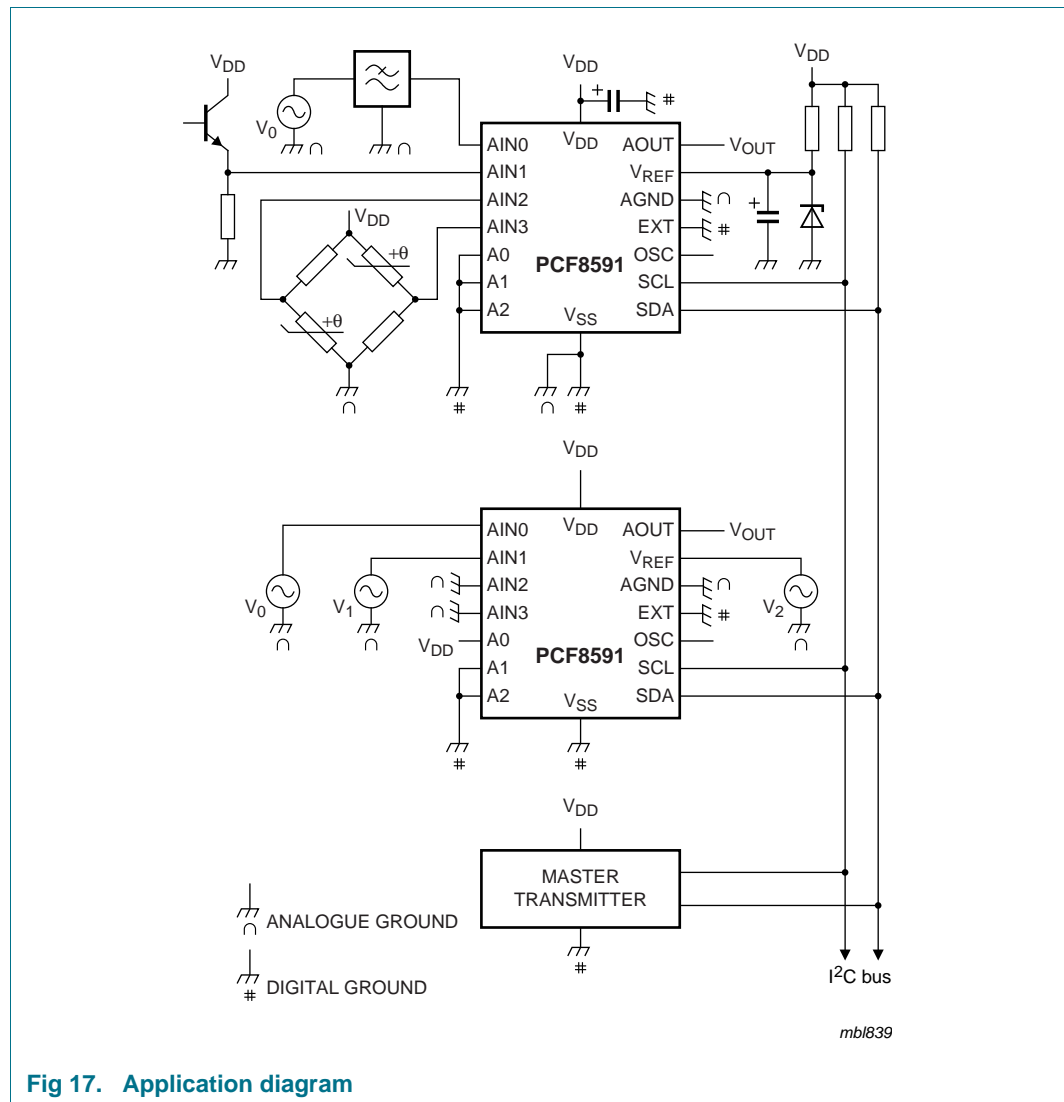 VDD
V0
VDD
+
#
VDD
AIN0
VDD
AOUT
VOUT
AIN1
VREF
AIN2
AGND
∩
+
AIN3
EXT
#
VDD
A0
OSC
+θ
A1
PCF8591
SCL
A2
VSS
SDA
+θ
∩
∩
∩
#
∩
#
VDD
AIN0
VDD
AOUT
VOUT
AIN1
VREF
∩
AIN2
AGND
∩
V0
V1
∩
AIN3
EXT
#
V2
VDD
A0
OSC
∩
∩
∩
A1
PCF8591
SCL
A2
VSS
SDA
#
#
VDD
MASTER
TRANSMITTER
#
∩
ANALOGUE GROUND
#
DIGITAL GROUND
I2C bus
mbl839
Fig 17. Application diagram